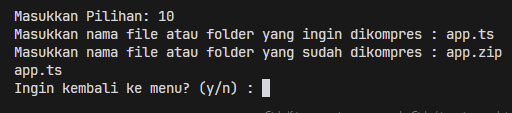 Masukkan Pilihan: 10
Masukkan nama file atau folder yang ingin dikompres : app.ts
Masukkan nama file atau folder yang sudah dikompres : app.zip
app.ts
Ingin kembali ke menu? (y/n) :